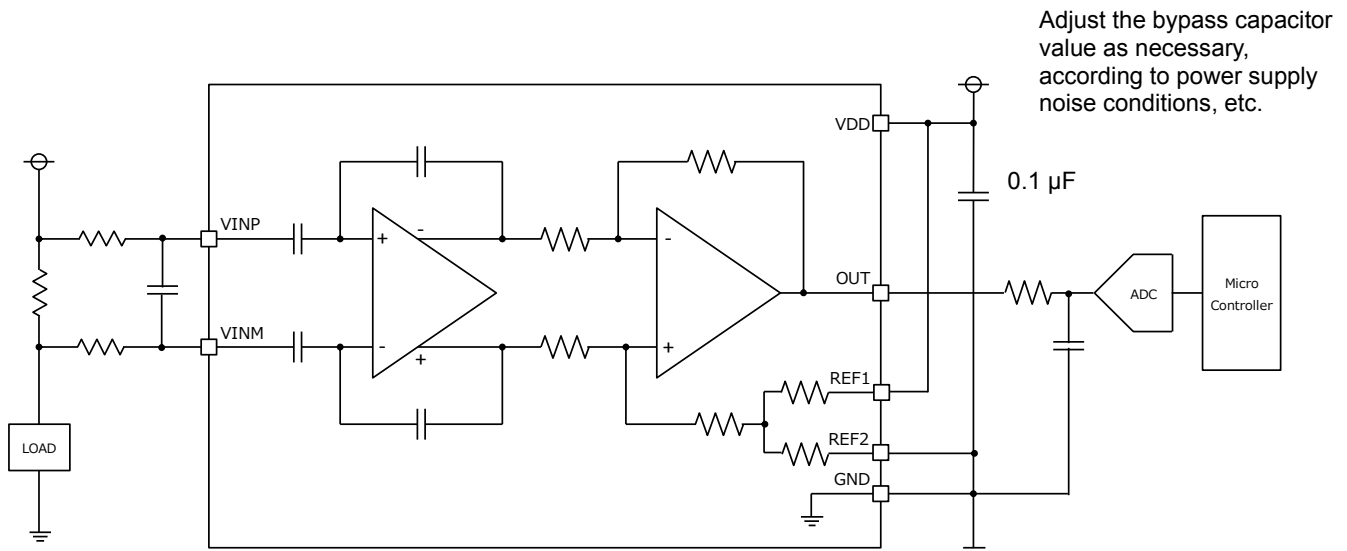 Adjust the bypass capacitor
value as necessary,
according to power supply
noise conditions, etc.
VDD
0.1 µF
VINP
+
-
-
OUT
ADC
Micro
Controller
VINM
-
+
+
REF1
REF2
LOAD
GND